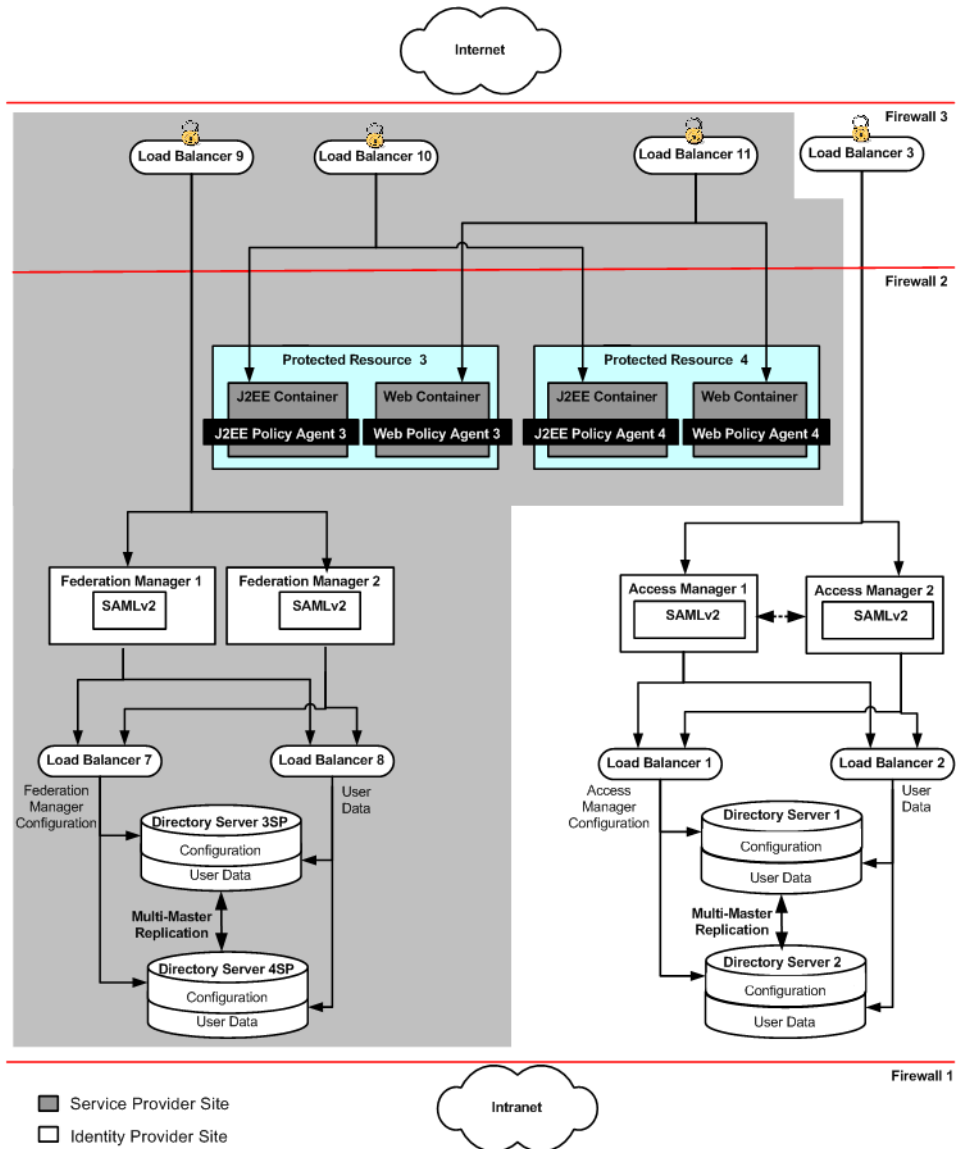 Internet
Firewall 3
Load Balancer 9
Load Balancer 10
Load Balancer 11
Load Balancer 3
Firewall 2
Protected Resource 3
Protected Resource 4
J2EE Container
Web Container
J2EE Container
Web Container
J2EE Policy Agent 3
Web Policy Agent 3
J2EE Policy Agent 4
Web Policy Agent 4
Federation Manager 1
SAMLv2
Federation Manager 2
SAMLv2
Access Manager 1
SAMLv2
Access Manager 2
SAMLv2
Load Balancer 7
Load Balancer 8
Load Balancer 1
Load Balancer 2
Federation
Manager
Configuration
User
Data
Access
Manager
Configuration
User
Data
Directory Server 3SP
Configuration
User Data
Directory Server 1
Configuration
User Data
Multi-Master
Replication
Multi-Master
Replication
Directory Server 4SP
Configuration
User Data
Directory Server 2
Configuration
User Data
Firewall 1
Service Provider Site
Identity Provider Site
Intranet